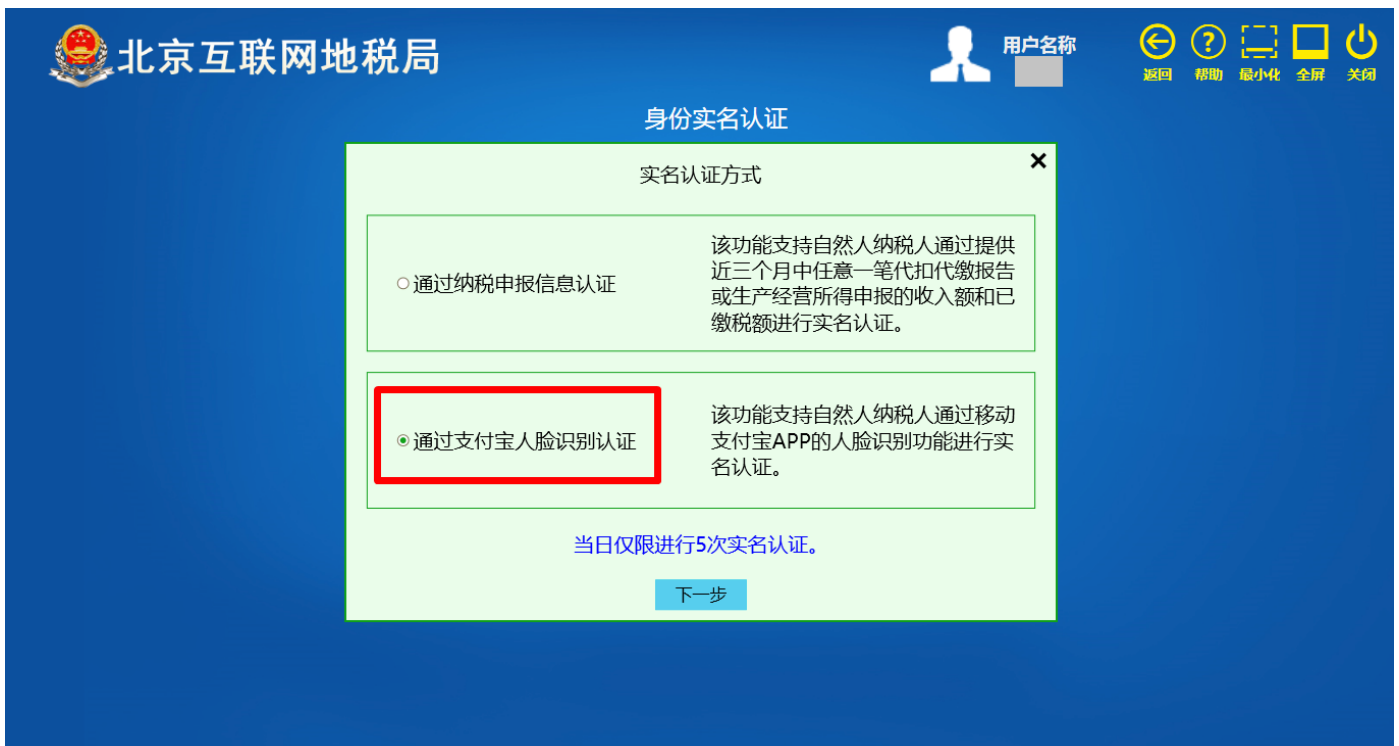 北京互联网地税局
用户名称
返回 帮助 最小化 全屏 关闭
身份实名认证
实名认证方式
通过纳税申报信息认证
该功能支持自然人纳税人通过提供
近三个月中任意一笔代扣代缴报告
或生产经营所得申报的收入额和已
缴税额进行实名认证。
通过支付宝人脸识别认证
该功能支持自然人纳税人通过移动
支付宝APP的人脸识别功能进行实
名认证。
当日仅限进行5次实名认证。
下一步